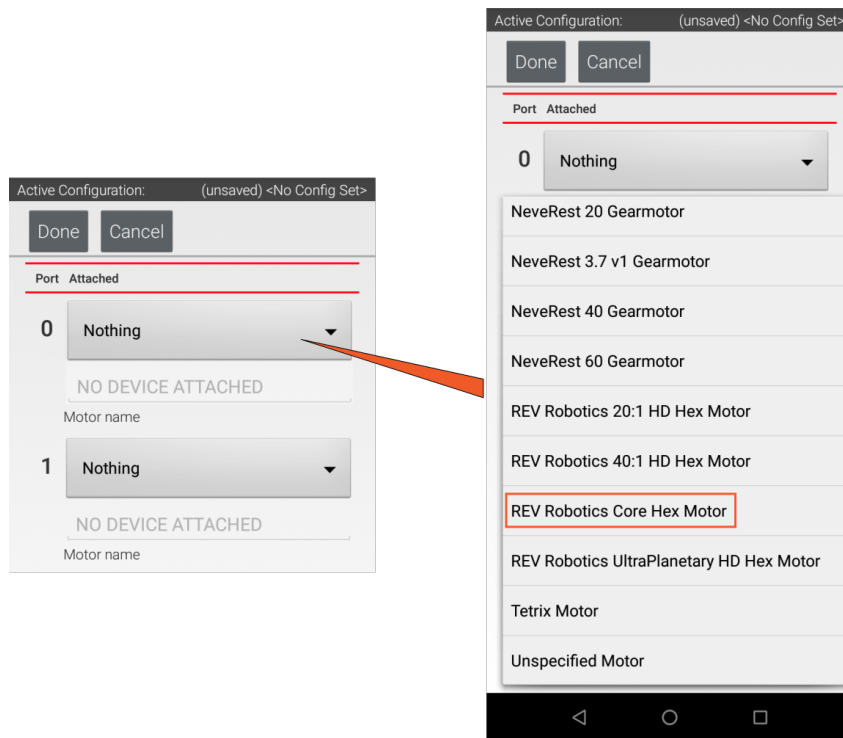 Active Configuration: (unsaved) <No Config Set>
Done Cancel
Port Attached
0 Nothing
NO DEVICE ATTACHED
Motor name
1 Nothing
NO DEVICE ATTACHED
Motor name
Active Configuration: (unsaved) <No Config Set>
Done Cancel
Port Attached
0 Nothing
NeveRest 20 Gearmotor
NeveRest 3.7 v1 Gearmotor
NeveRest 40 Gearmotor
NeveRest 60 Gearmotor
REV Robotics 20:1 HD Hex Motor
REV Robotics 40:1 HD Hex Motor
REV Robotics Core Hex Motor
REV Robotics UltraPlanetary HD Hex Motor
Tetrix Motor
Unspecified Motor